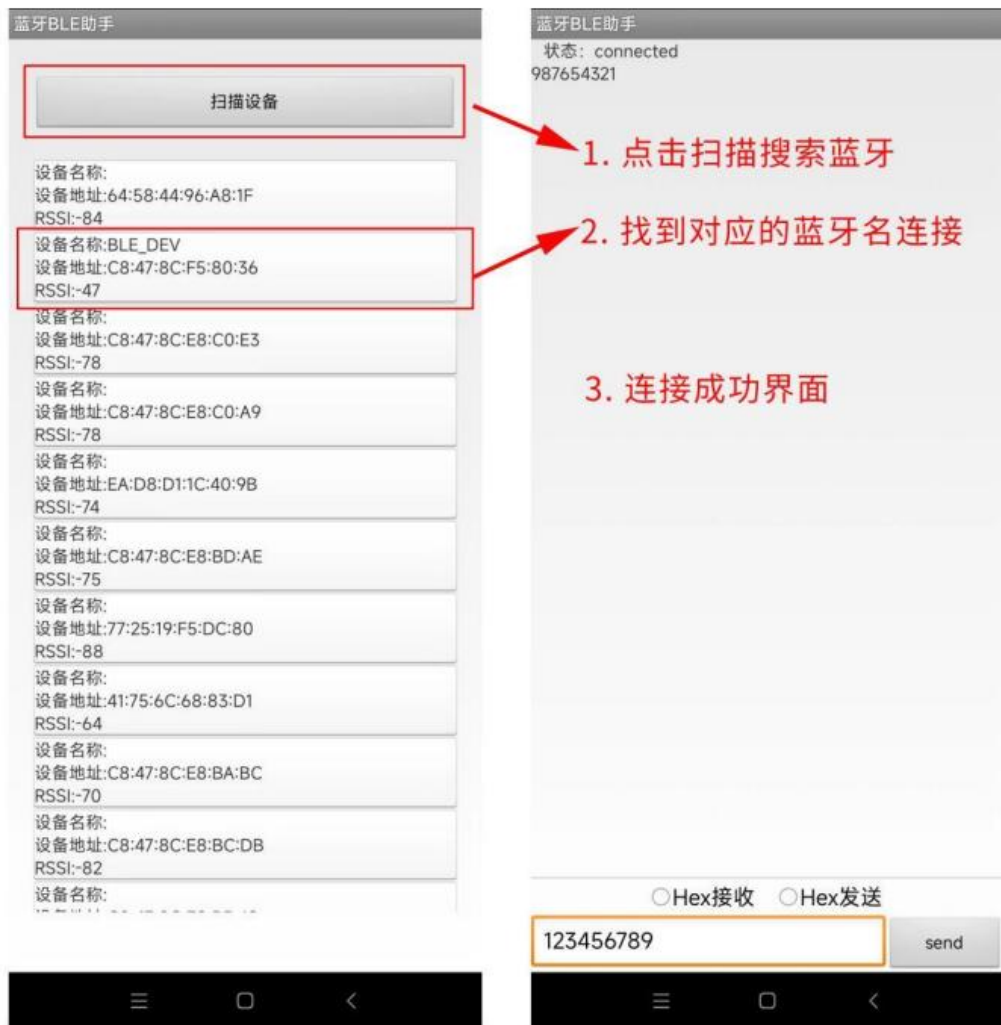 蓝牙BLE助手
扫描设备
设备名称:
设备地址:64:58:44:96:A8:1F
RSSI:-84
设备名称:BLE_DEV
设备地址:C8:47:8C:F5:80:36
RSSI:-47
设备名称:
设备地址:C8:47:8C:E8:C0:E3
RSSI:-78
设备名称:
设备地址:C8:47:8C:E8:C0:A9
RSSI:-78
设备名称:
设备地址:EA:D8:D1:1C:40:9B
RSSI:-74
设备名称:
设备地址:C8:47:8C:E8:BD:AE
RSSI:-75
设备名称:
设备地址:77:25:19:F5:DC:80
RSSI:-88
设备名称:
设备地址:41:75:6C:68:83:D1
RSSI:-64
设备名称:
设备地址:C8:47:8C:E8:BA:BC
RSSI:-70
设备名称:
设备地址:C8:47:8C:E8:BC:DB
RSSI:-82
设备名称:
蓝牙BLE助手
状态: connected
987654321
1. 点击扫描搜索蓝牙
2. 找到对应的蓝牙名连接
3. 连接成功界面
Hex接收 Hex发送
123456789
send